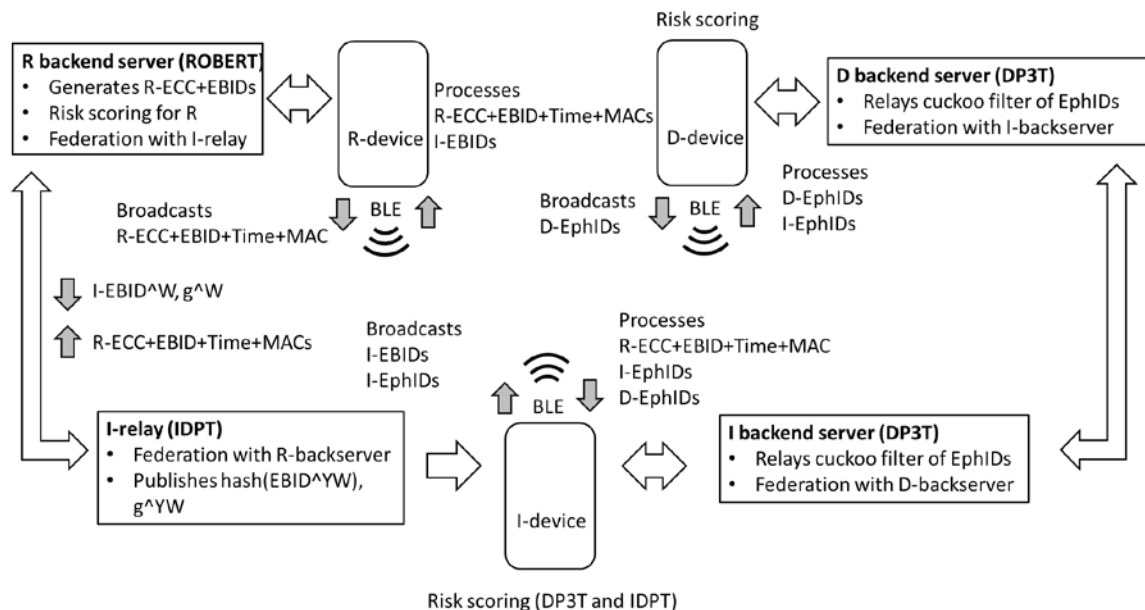 Risk scoring
R backend server (ROBERT)
• Generates R-ECC+EBIDs
• Risk scoring for R
• Federation with I-relay
R-device
Processes
R-ECC+EBID+Time+MACs
I-EBIDs
D-device
D backend server (DP3T)
• Relays cuckoo filter of EphIDs
• Federation with I-backserver
Broadcasts
R-ECC+EBID+Time+MAC
BLE
Broadcasts
D-EphIDs
BLE
Processes
D-EphIDs
I-EphIDs
I-EBID^W, g^W
R-ECC+EBID+Time+MACs
Broadcasts
I-EBIDs
I-EphIDs
BLE
Processes
R-ECC+EBID+Time+MAC
I-EphIDs
D-EphIDs
I-relay (IDPT)
• Federation with R-backserver
• Publishes hash(EBID^YW),
g^YW
I-device
I backend server (DP3T)
• Relays cuckoo filter of EphIDs
• Federation with D-backserver
Risk scoring (DP3T and IDPT)